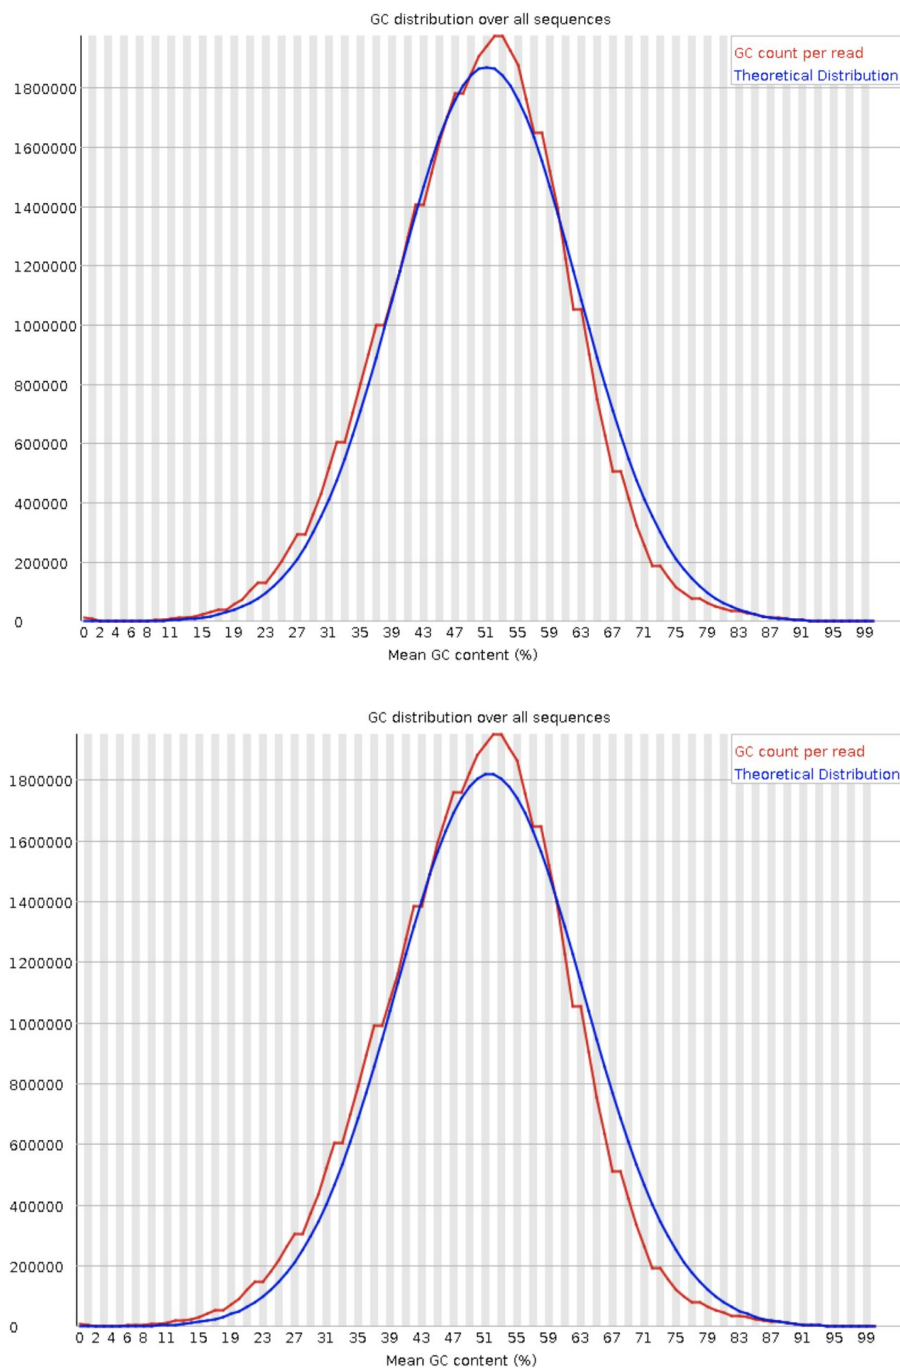 GC distribution over all sequences
GC count per read
Theoretical Distribution
1800000
1600000
1400000
1200000
1000000
800000
600000
400000
200000
0
0 2 4 6 8 11 15 19 23 27 31 35 39 43 47 51 55 59 63 67 71 75 79 83 87 91 95 99
Mean GC content (%)
GC distribution over all sequences
GC count per read
Theoretical Distribution
1800000
1600000
1400000
1200000
1000000
800000
600000
400000
200000
0
0 2 4 6 8 11 15 19 23 27 31 35 39 43 47 51 55 59 63 67 71 75 79 83 87 91 95 99
Mean GC content (%)